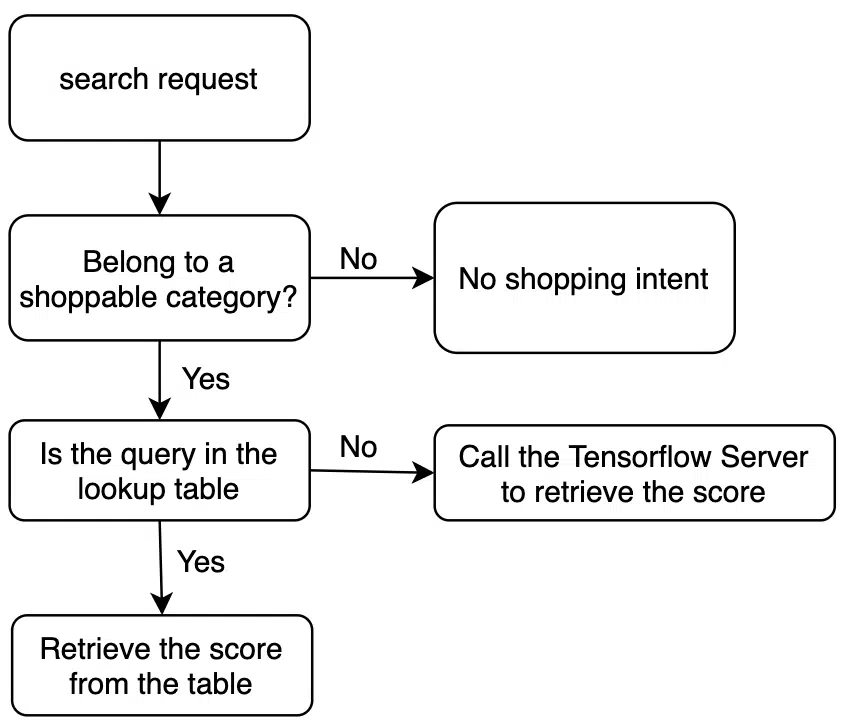 search request
Belong to a
shoppable category?
No
No shopping intent
Yes
Is the query in the
lookup table
No
Call the Tensorflow Server
to retrieve the score
Yes
Retrieve the score
from the table